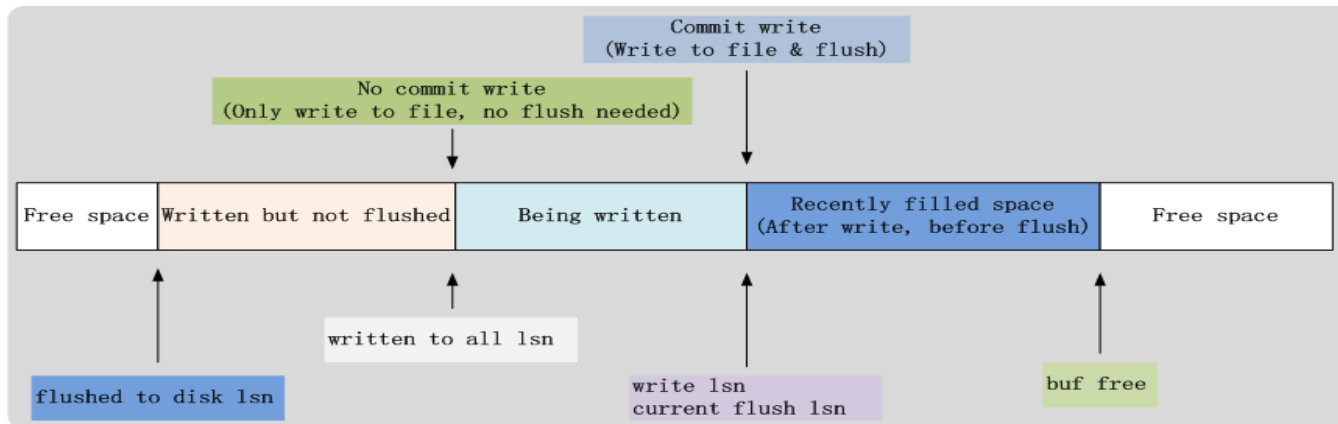 Commit write
(Write to file & flush)
No commit write
(Only write to file, no flush needed)
Free space
Written but not flushed
Being written
Recently filled space
(After write, before flush)
Free space
written to all lsn
flushed to disk lsn
write lsn
current flush lsn
buf free